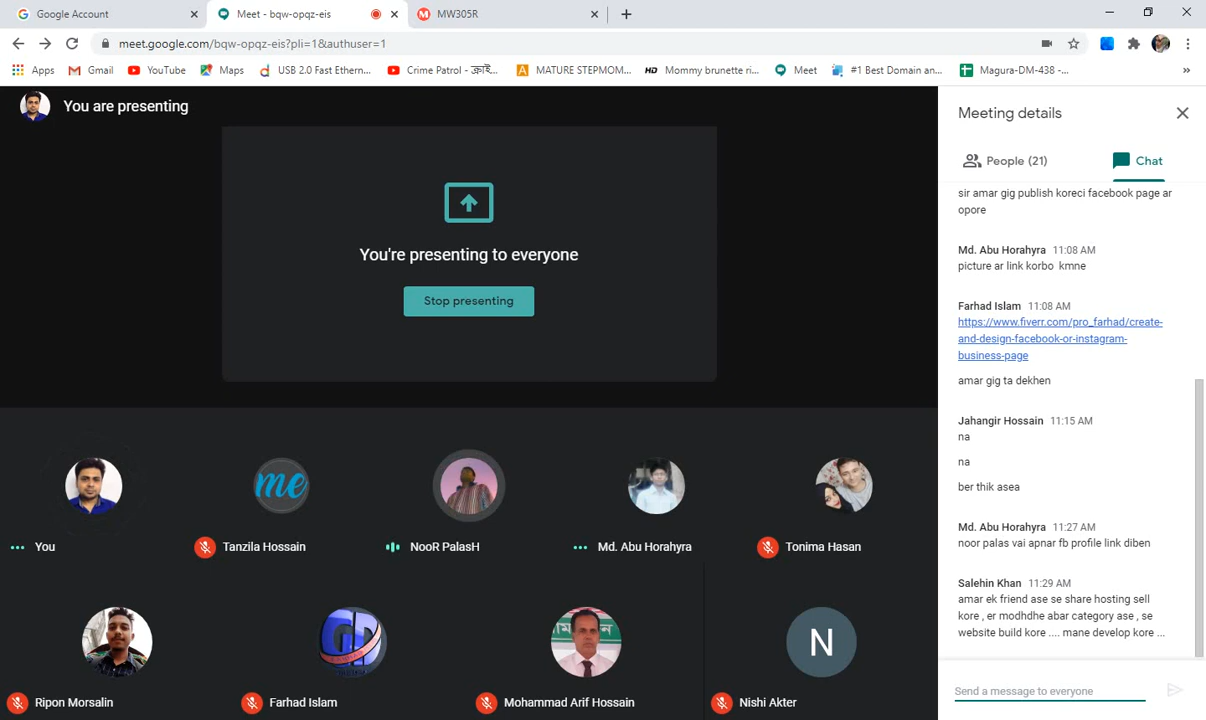 Google Account
Meet - bqw-opqz-eis
MW305R
meet.google.com/bqw-opqz-eis?pli=1&authuser=1
Apps
Gmail
YouTube
Maps
USB 2.0 Fast Ethern...
Crime Patrol - ক্রাই...
MATURE STEPMOM...
HD Mommy brunette ri...
Meet
#1 Best Domain an...
Magura-DM-438 -...
You are presenting
You're presenting to everyone
Stop presenting
me
You
Tanzila Hossain
NooR PalasH
Md. Abu Horahyra
Tonima Hasan
N
Ripon Morsalin
Farhad Islam
Mohammad Arif Hossain
Nishi Akter
Meeting details
People (21)
Chat
sir amar gig publish koreci facebook page ar
opore
Md. Abu Horahyra 11:08 AM
picture ar link korbo kmne
Farhad Islam 11:08 AM
https://www.fiverr.com/pro_farhad/create-
and-design-facebook-or-instagram-
business-page
amar gig ta dekhen
Jahangir Hossain 11:15 AM
na
na
ber thik asea
Md. Abu Horahyra 11:27 AM
noor palas vai apnar fb profile link diben
Salehin Khan 11:29 AM
amar ek friend ase se share hosting sell
kore , er modhdhe abar category ase , se
website build kore .... mane develop kore ...
Send a message to everyone